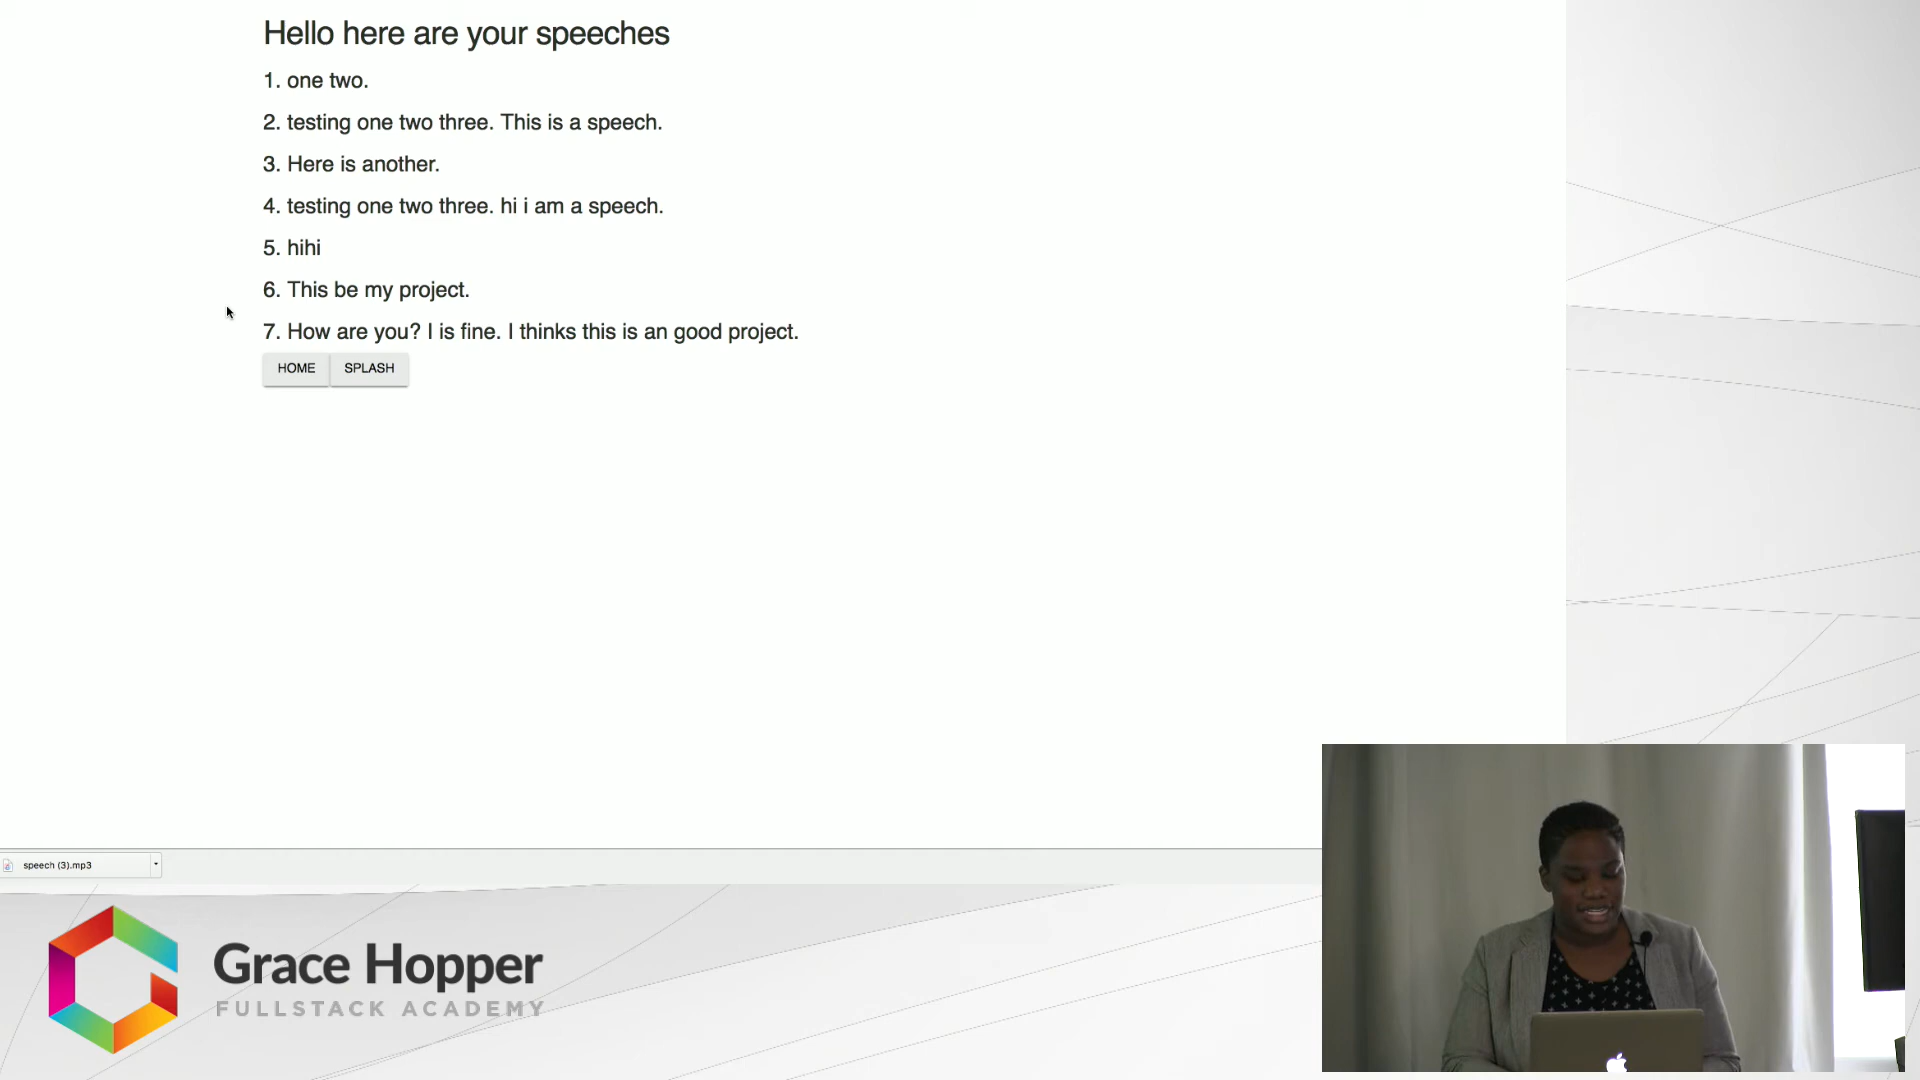 Hello here are your speeches
1. one two.
2. testing one two three. This is a speech.
3. Here is another.
4. testing one two three. hi i am a speech.
5. hihi
6. This be my project.
7. How are you? I is fine. I thinks this is an good project.
HOME SPLASH
speech (3).mp3
Grace Hopper
FULLSTACK ACADEMY